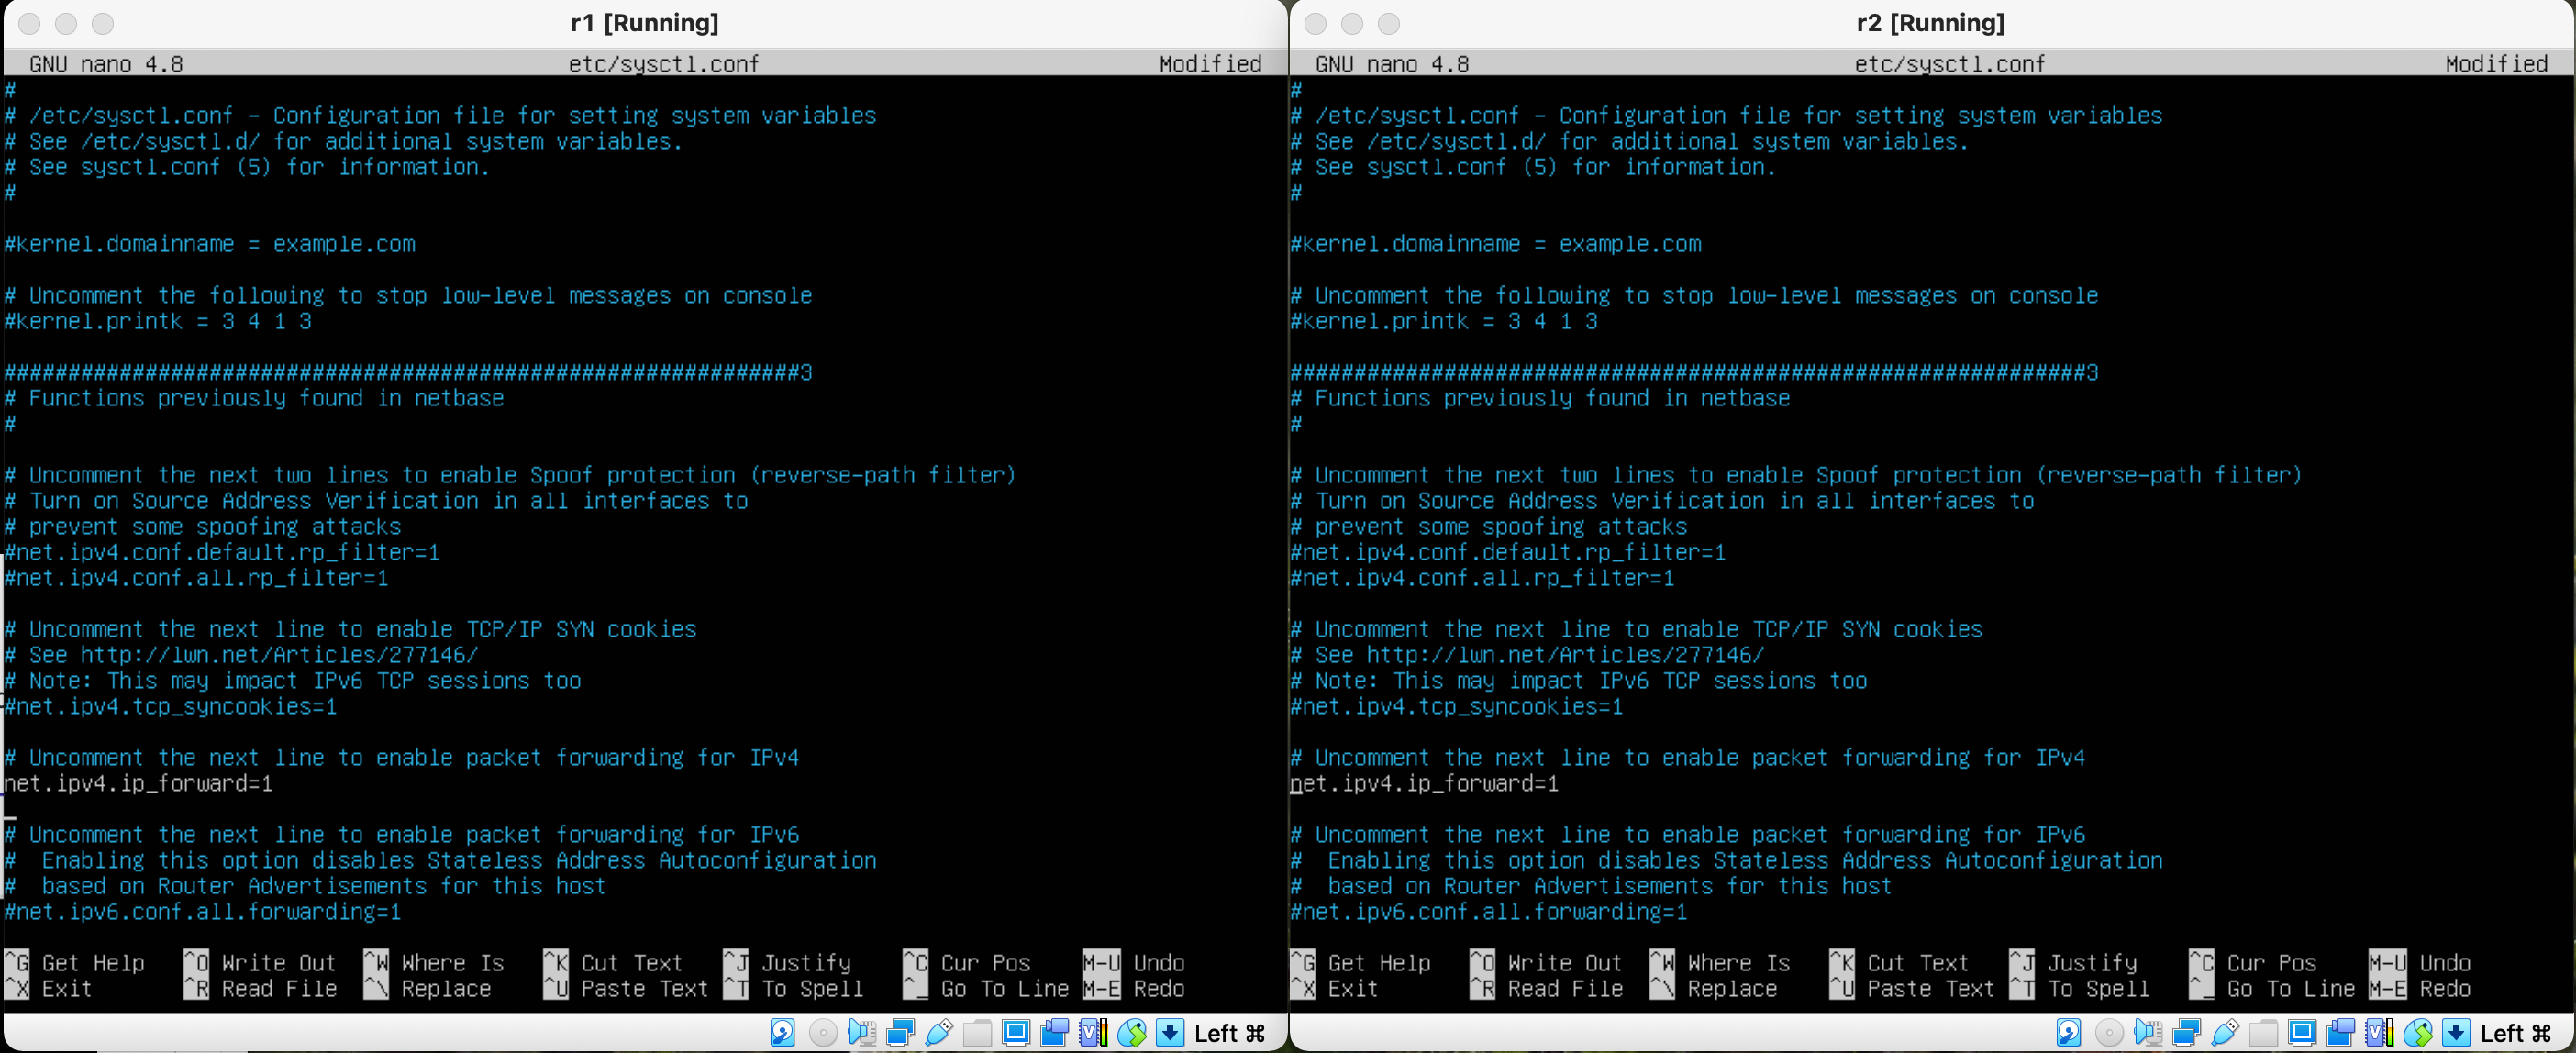 r1 [Running]
GNU nano 4.8 etc/sysctl.conf Modified
#
# /etc/sysctl.conf - Configuration file for setting system variables
# See /etc/sysctl.d/ for additional system variables.
# See sysctl.conf (5) for information.
#
#kernel.domainname = example.com
# Uncomment the following to stop low-level messages on console
#kernel.printk = 3 4 1 3
##############################################################3
# Functions previously found in netbase
#
# Uncomment the next two lines to enable Spoof protection (reverse-path filter)
# Turn on Source Address Verification in all interfaces to
# prevent some spoofing attacks
#net.ipv4.conf.default.rp_filter=1
#net.ipv4.conf.all.rp_filter=1
# Uncomment the next line to enable TCP/IP SYN cookies
# See http://lwn.net/Articles/277146/
# Note: This may impact IPv6 TCP sessions too
#net.ipv4.tcp_syncookies=1
# Uncomment the next line to enable packet forwarding for IPv4
net.ipv4.ip_forward=1
# Uncomment the next line to enable packet forwarding for IPv6
#  Enabling this option disables Stateless Address Autoconfiguration
#  based on Router Advertisements for this host
#net.ipv6.conf.all.forwarding=1
^G Get Help ^O Write Out ^W Where Is ^K Cut Text ^J Justify ^C Cur Pos M-U Undo
^X Exit ^R Read File ^\ Replace ^U Paste Text ^T To Spell ^_ Go To Line M-E Redo
Left ⌘
r2 [Running]
GNU nano 4.8 etc/sysctl.conf Modified
#
# /etc/sysctl.conf - Configuration file for setting system variables
# See /etc/sysctl.d/ for additional system variables.
# See sysctl.conf (5) for information.
#
#kernel.domainname = example.com
# Uncomment the following to stop low-level messages on console
#kernel.printk = 3 4 1 3
##############################################################3
# Functions previously found in netbase
#
# Uncomment the next two lines to enable Spoof protection (reverse-path filter)
# Turn on Source Address Verification in all interfaces to
# prevent some spoofing attacks
#net.ipv4.conf.default.rp_filter=1
#net.ipv4.conf.all.rp_filter=1
# Uncomment the next line to enable TCP/IP SYN cookies
# See http://lwn.net/Articles/277146/
# Note: This may impact IPv6 TCP sessions too
#net.ipv4.tcp_syncookies=1
# Uncomment the next line to enable packet forwarding for IPv4
net.ipv4.ip_forward=1
# Uncomment the next line to enable packet forwarding for IPv6
#  Enabling this option disables Stateless Address Autoconfiguration
#  based on Router Advertisements for this host
#net.ipv6.conf.all.forwarding=1
^G Get Help ^O Write Out ^W Where Is ^K Cut Text ^J Justify ^C Cur Pos M-U Undo
^X Exit ^R Read File ^\ Replace ^U Paste Text ^T To Spell ^_ Go To Line M-E Redo
Left ⌘